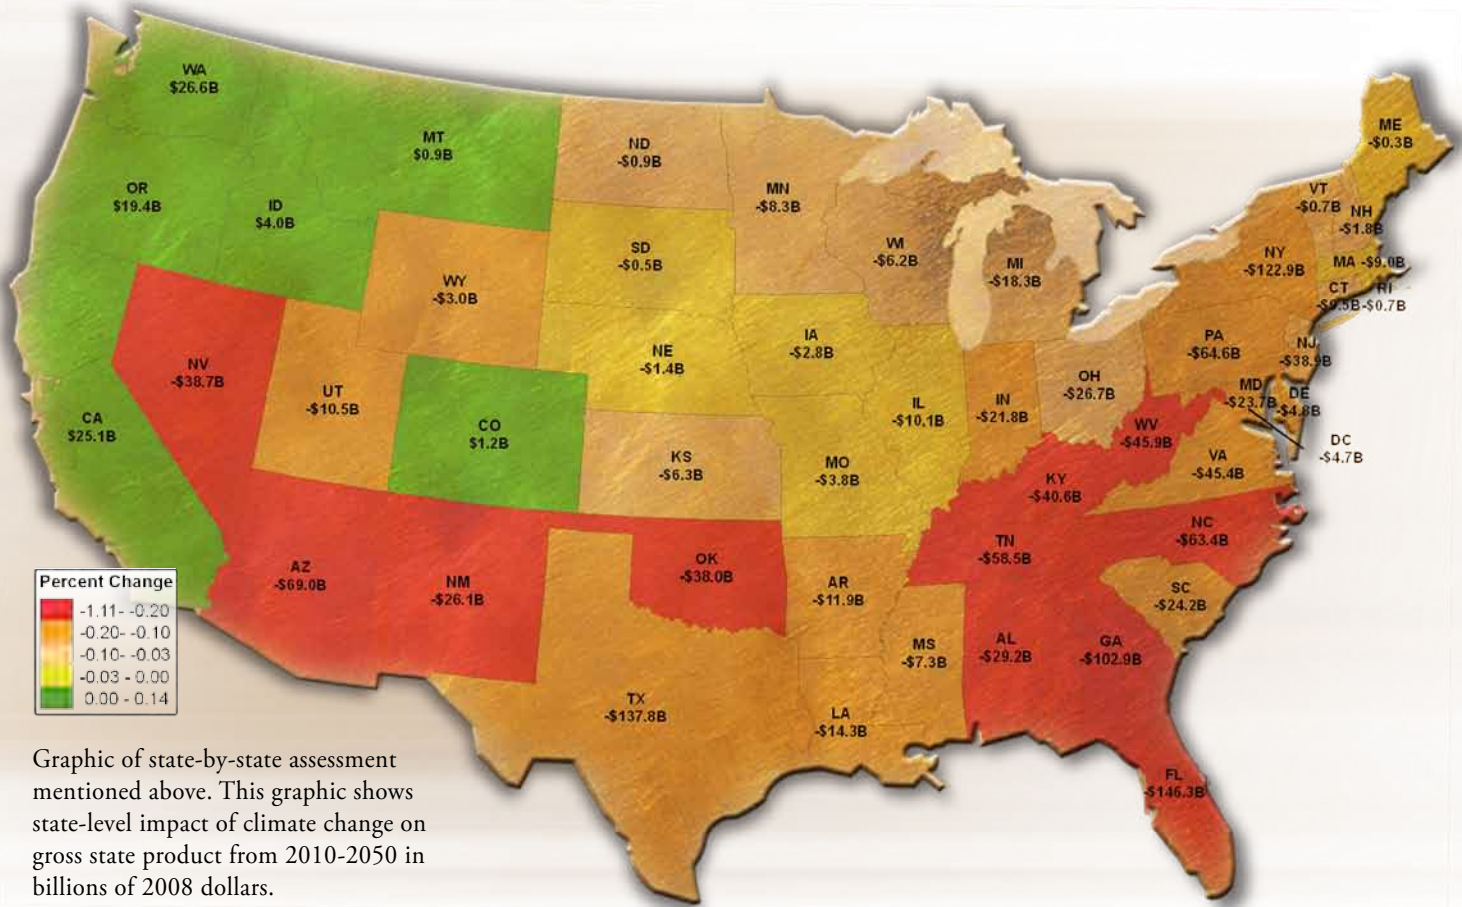 WA
$26.6B
MT
$0.9B
ND
-$0.9B
MN
-$8.3B
ME
-$0.3B
OR
$19.4B
ID
$4.0B
VT
-$0.7B
NH
-$1.8B
WY
-$3.0B
SD
-$0.5B
WI
-$6.2B
MI
-$18.3B
NY
-$122.9B
MA -$9.0B
CT
-$9.5B
RI
-$0.7B
NV
-$38.7B
UT
-$10.5B
NE
-$1.4B
IA
-$2.8B
PA
-$64.6B
NJ
-$38.9B
CA
$25.1B
CO
$1.2B
KS
-$6.3B
MO
-$3.8B
IL
-$10.1B
IN
-$21.8B
OH
-$26.7B
WV
-$45.9B
MD
-$23.7B
DE
-$4.8B
DC
-$4.7B
VA
-$45.4B
KY
-$40.6B
AZ
-$69.0B
NM
-$26.1B
OK
-$38.0B
AR
-$11.9B
TN
-$58.5B
NC
-$63.4B
SC
-$24.2B
MS
-$7.3B
AL
-$29.2B
GA
-$102.9B
TX
-$137.8B
LA
-$14.3B
FL
-$146.3B
Percent Change
-1.11- -0.20
-0.20- -0.10
-0.10- -0.03
-0.03 - 0.00
0.00 - 0.14
Graphic of state-by-state assessment
mentioned above. This graphic shows
state-level impact of climate change on
gross state product from 2010-2050 in
billions of 2008 dollars.